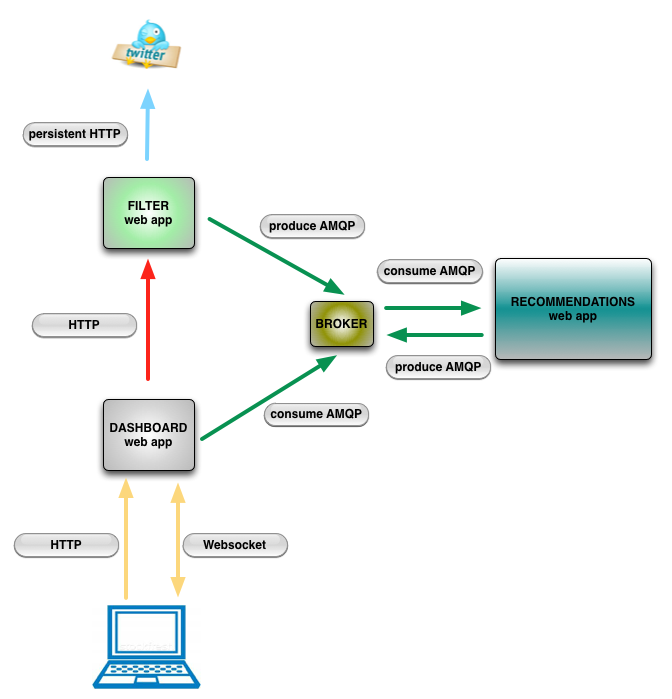 twitter
persistent HTTP
FILTER
web app
produce AMQP
consume AMQP
RECOMMENDATIONS
web app
HTTP
BROKER
produce AMQP
consume AMQP
DASHBOARD
web app
HTTP
Websocket